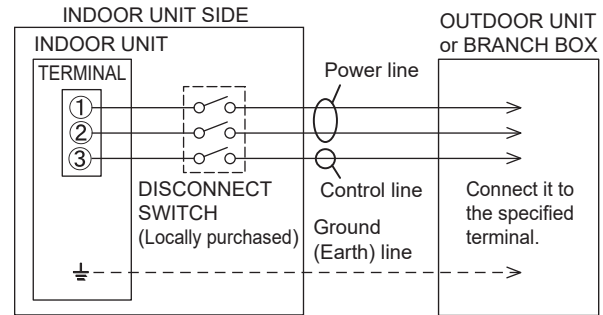 INDOOR UNIT SIDE
INDOOR UNIT
TERMINAL
1
2
3
DISCONNECT
SWITCH
(Locally purchased)
Power line
Control line
Ground
(Earth) line
OUTDOOR UNIT
or BRANCH BOX
Connect it to
the specified
terminal.